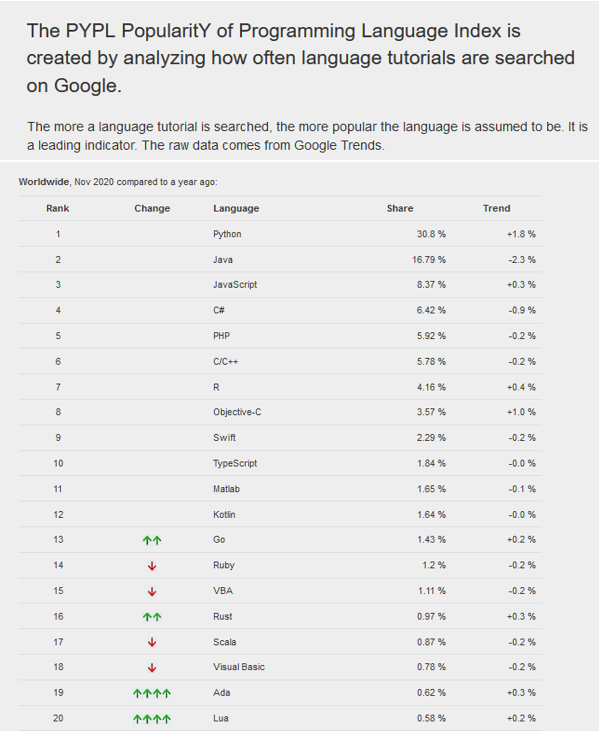 The PYPL PopularitY of Programming Language Index is
created by analyzing how often language tutorials are searched
on Google.
The more a language tutorial is searched, the more popular the language is assumed to be. It is
a leading indicator. The raw data comes from Google Trends.
Worldwide, Nov 2020 compared to a year ago:
Rank Change Language Share Trend
1 Python 30.8 % +1.8 %
2 Java 16.79 % -2.3 %
3 JavaScript 8.37 % +0.3 %
4 C# 6.42 % -0.9 %
5 PHP 5.92 % -0.2 %
6 C/C++ 5.78 % -0.2 %
7 R 4.16 % +0.4 %
8 Objective-C 3.57 % +1.0 %
9 Swift 2.29 % -0.2 %
10 TypeScript 1.84 % -0.0 %
11 Matlab 1.65 % -0.1 %
12 Kotlin 1.64 % -0.0 %
13 ↑↑ Go 1.43 % +0.2 %
14 ↓ Ruby 1.2 % -0.2 %
15 ↓ VBA 1.11 % -0.2 %
16 ↑↑ Rust 0.97 % +0.3 %
17 ↓ Scala 0.87 % -0.2 %
18 ↓ Visual Basic 0.78 % -0.2 %
19 ↑↑↑↑ Ada 0.62 % +0.3 %
20 ↑↑↑↑ Lua 0.58 % +0.2 %